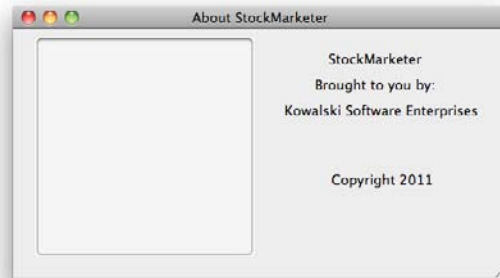 About StockMarketer
StockMarketer
Brought to you by:
Kowalski Software Enterprises
Copyright 2011